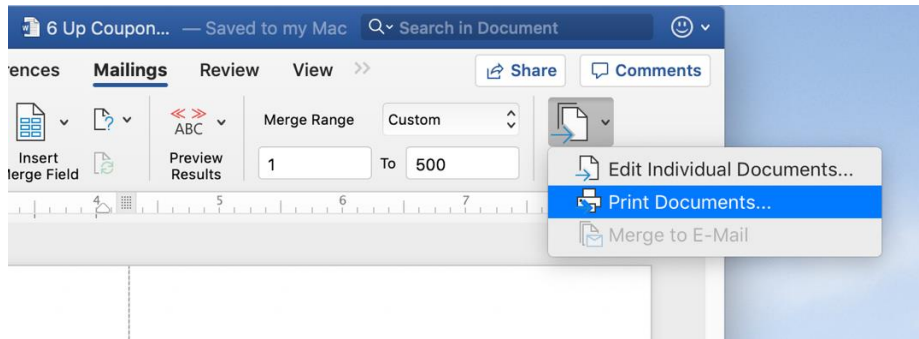 6 Up Coupon... — Saved to my Mac Search in Document
rences Mailings Review View >> Share Comments
ABC Merge Range Custom
Insert Preview 1 To 500
Merge Field Results
Edit Individual Documents...
Print Documents...
Merge to E-Mail
4 5 6 7